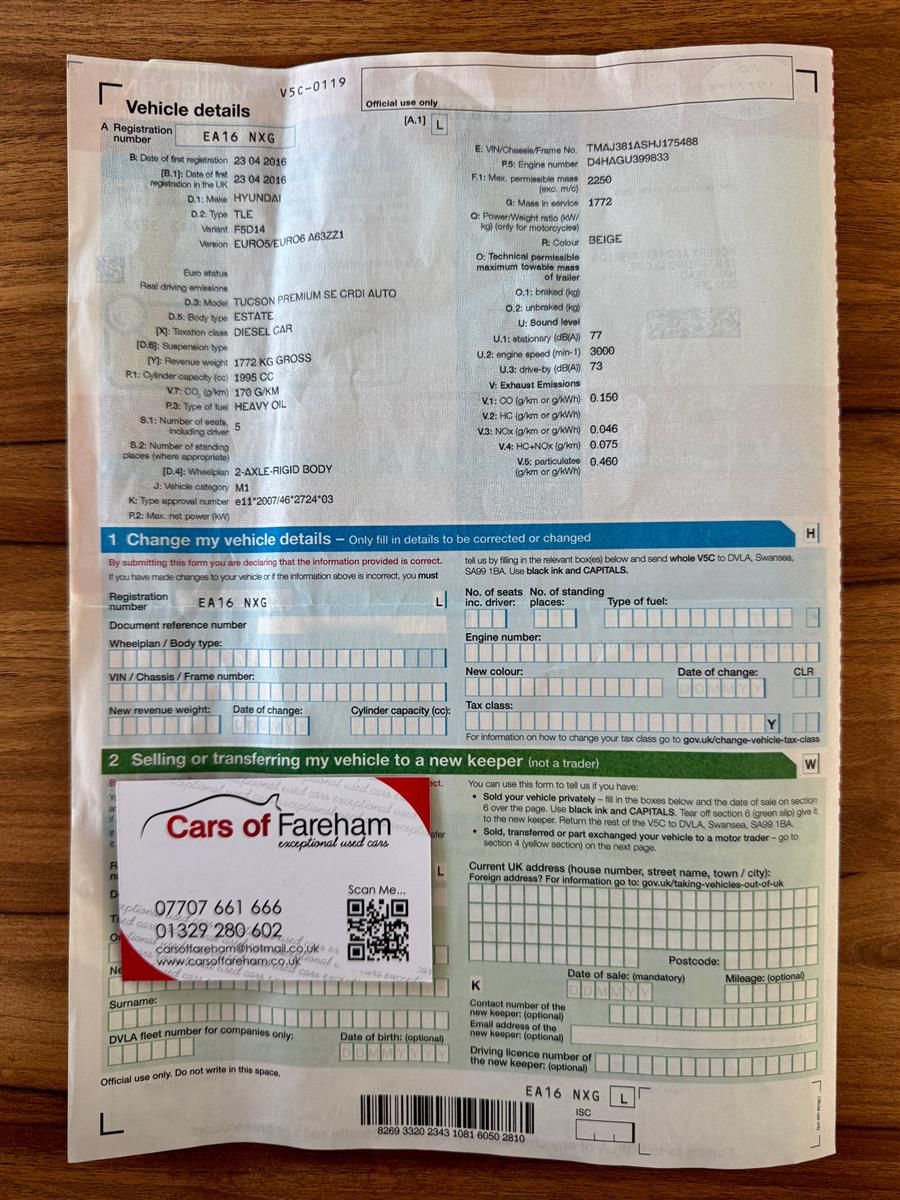 V5C-0119
Official use only
Vehicle details
[A.1] L
A Registration number EA16 NXG
B: Date of first registration 23 04 2016
[B.1]: Date of first registration in the UK 23 04 2016
D.1: Make HYUNDAI
D.2: Type TLE
Variant F5D14
Version EURO5/EURO6 A63ZZ1
Euro status
Real driving emissions
D.3: Model TUCSON PREMIUM SE CRDI AUTO
D.5: Body type ESTATE
[X]: Taxation class DIESEL CAR
[D.6]: Suspension type
[Y]: Revenue weight 1772 KG GROSS
P.1: Cylinder capacity (cc) 1995 CC
V.7: CO2 (g/km) 170 G/KM
P.3: Type of fuel HEAVY OIL
S.1: Number of seats, including driver 5
S.2: Number of standing places (where appropriate)
[D.4]: Wheelplan 2-AXLE-RIGID BODY
J: Vehicle category M1
K: Type approval number e11*2007/46*2724*03
P.2: Max. net power (kW)
E: VIN/Chassis/Frame No. TMAJ381ASHJ175488
P.5: Engine number D4HAGU399833
F.1: Max. permissible mass (exc. m/c) 2250
G: Mass in service 1772
Q: Power/Weight ratio (kW/kg) (only for motorcycles)
R: Colour BEIGE
O: Technical permissible maximum towable mass of trailer
O.1: braked (kg)
O.2: unbraked (kg)
U: Sound level
U.1: stationary (dB(A)) 77
U.2: engine speed (min-1) 3000
U.3: drive-by (dB(A)) 73
V: Exhaust Emissions
V.1: CO (g/km or g/kWh) 0.150
V.2: HC (g/km or g/kWh)
V.3: NOx (g/km or g/kWh) 0.046
V.4: HC+NOx (g/km) 0.075
V.5: particulates (g/km or g/kWh) 0.460
1 Change my vehicle details – Only fill in details to be corrected or changed H
By submitting this form you are declaring that the information provided is correct.
If you have made changes to your vehicle or if the information above is incorrect, you must
tell us by filling in the relevant box(es) below and send whole V5C to DVLA, Swansea,
SA99 1BA. Use black ink and CAPITALS.
Registration number EA16 NXG L
Document reference number
Wheelplan / Body type:
VIN / Chassis / Frame number:
New revenue weight: Date of change: Cylinder capacity (cc):
No. of seats inc. driver: No. of standing places: Type of fuel:
Engine number:
New colour: Date of change: CLR
Tax class:
Y
For information on how to change your tax class go to gov.uk/change-vehicle-tax-class
2 Selling or transferring my vehicle to a new keeper (not a trader) W
Cars of Fareham
exceptional used cars
Scan Me...
07707 661 666
01329 280 602
carsoffareham@hotmail.co.uk
www.carsoffareham.co.uk
L
Surname:
DVLA fleet number for companies only: Date of birth: (optional)
DDMMYYYY
You can use this form to tell us if you have:
• Sold your vehicle privately – fill in the boxes below and the date of sale on section
6 over the page. Use black ink and CAPITALS. Tear off section 6 (green slip) give it
to the new keeper. Return the rest of the V5C to DVLA, Swansea, SA99 1BA.
• Sold, transferred or part exchanged your vehicle to a motor trader – go to
section 4 (yellow section) on the next page.
Current UK address (house number, street name, town / city):
Foreign address? For information go to: gov.uk/taking-vehicles-out-of-uk
Postcode:
K Date of sale: (mandatory) Mileage: (optional)
DDMMYY
Contact number of the new keeper: (optional)
Email address of the new keeper: (optional)
Driving licence number of the new keeper: (optional)
Official use only. Do not write in this space.
EA16 NXG L
ISC
8269 3320 2343 1081 6050 2810
Official use only